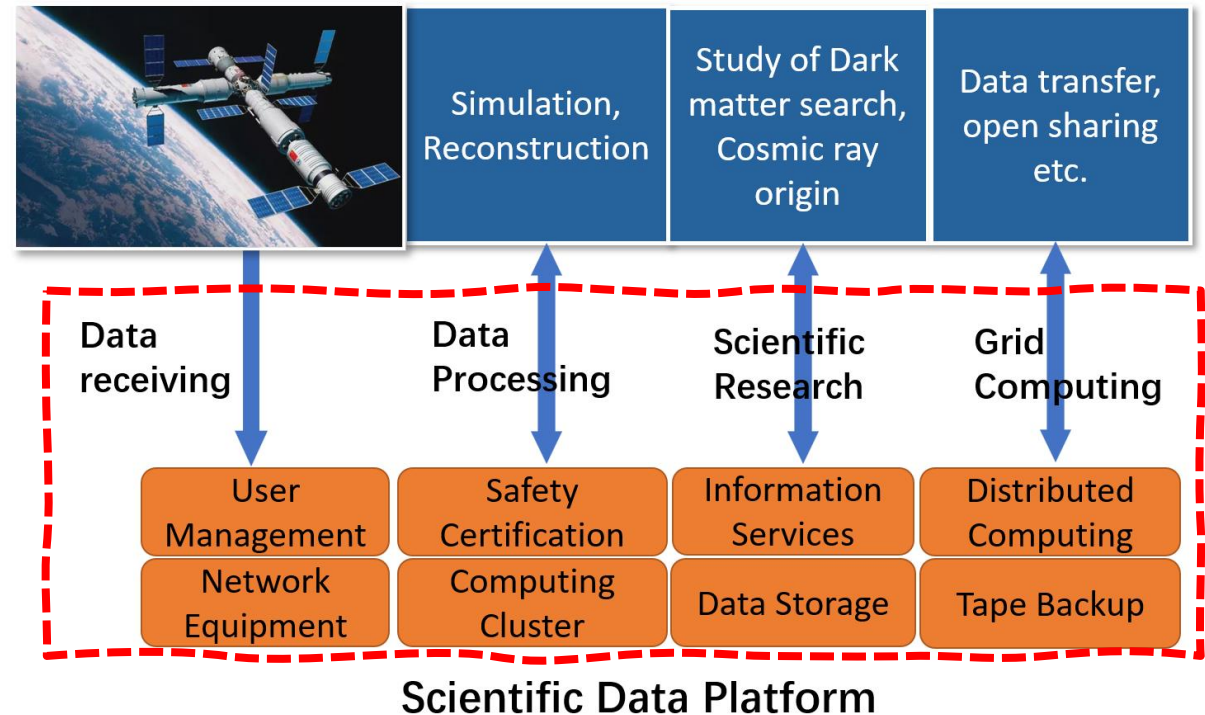 Simulation,
Reconstruction
Study of Dark
matter search,
Cosmic ray
origin
Data transfer,
open sharing
etc.
Data
receiving
Data
Processing
Scientific
Research
Grid
Computing
User
Management
Safety
Certification
Information
Services
Distributed
Computing
Network
Equipment
Computing
Cluster
Data Storage
Tape Backup
Scientific Data Platform